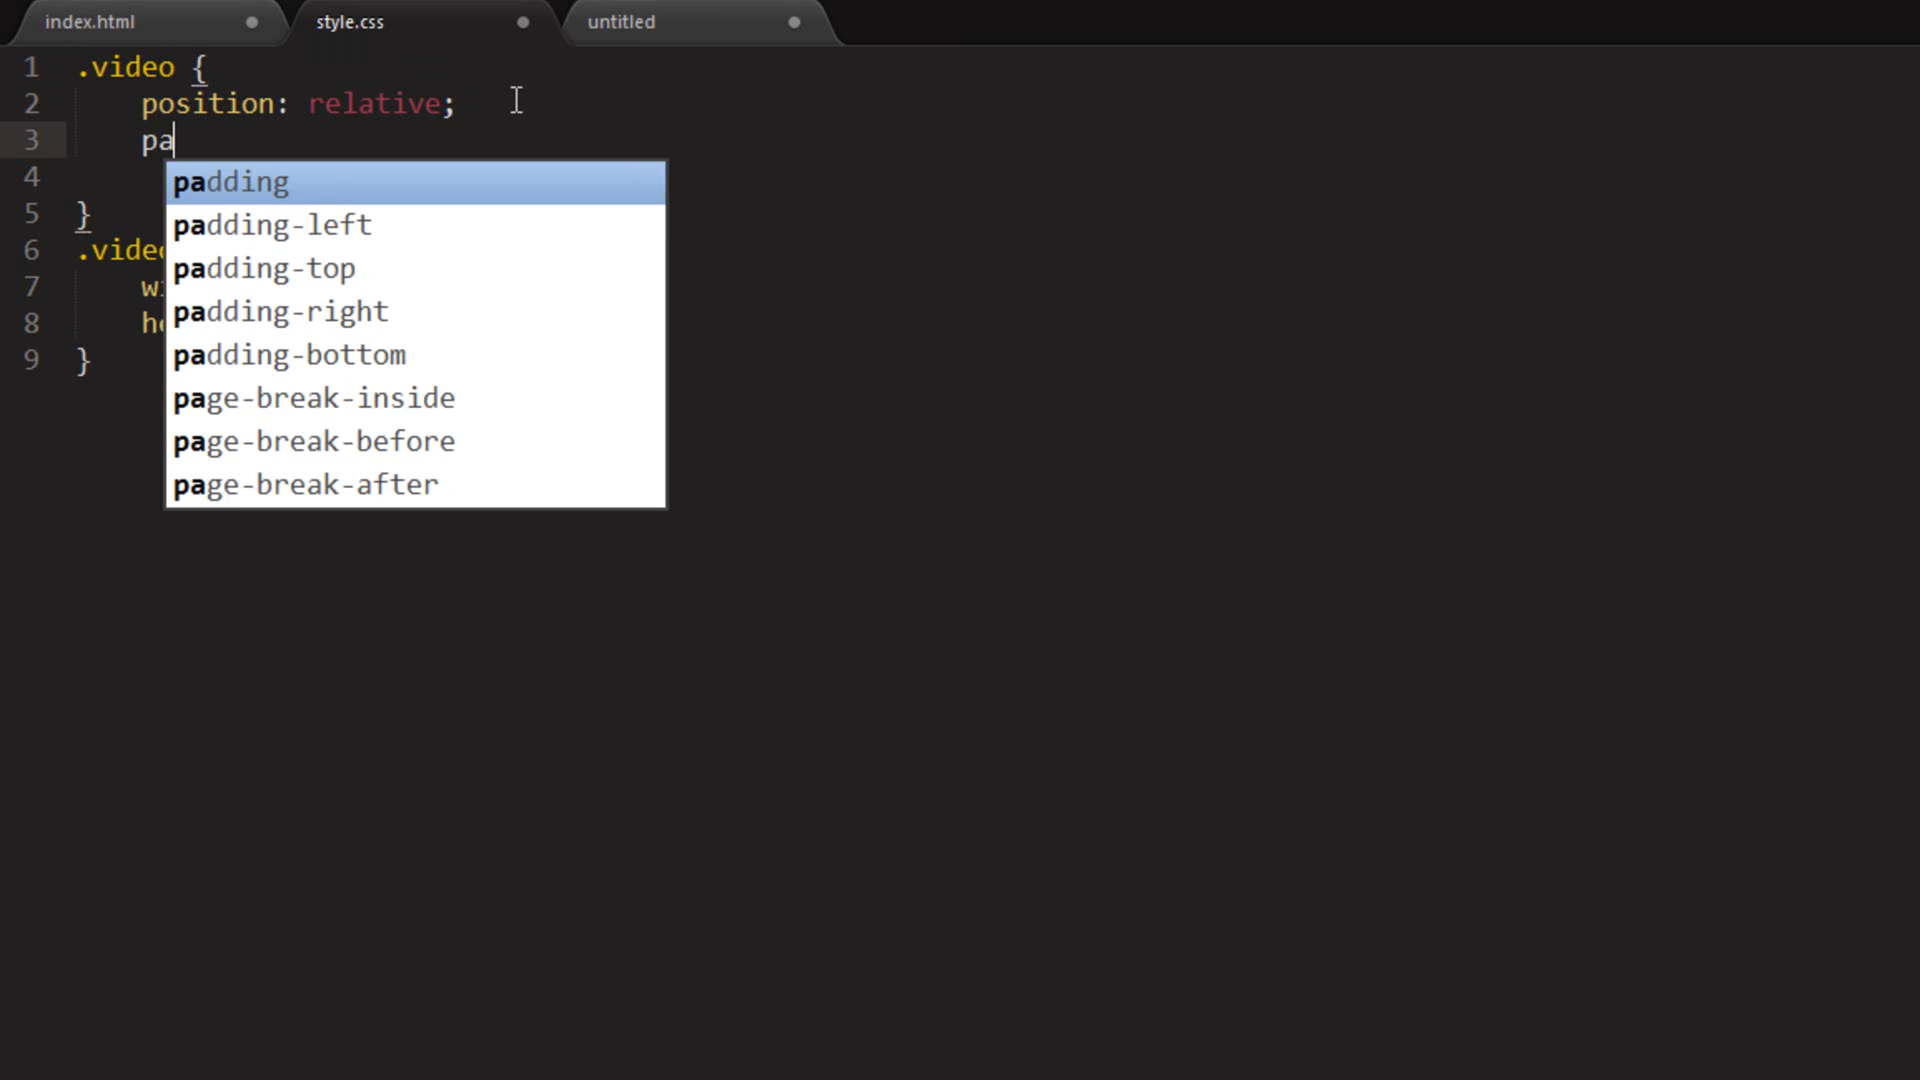 index.html
style.css
untitled
1 .video {
2 position: relative;
3 pa
4
5 }
6 .vide
7 w
8 h
9 }
padding
padding-left
padding-top
padding-right
padding-bottom
page-break-inside
page-break-before
page-break-after